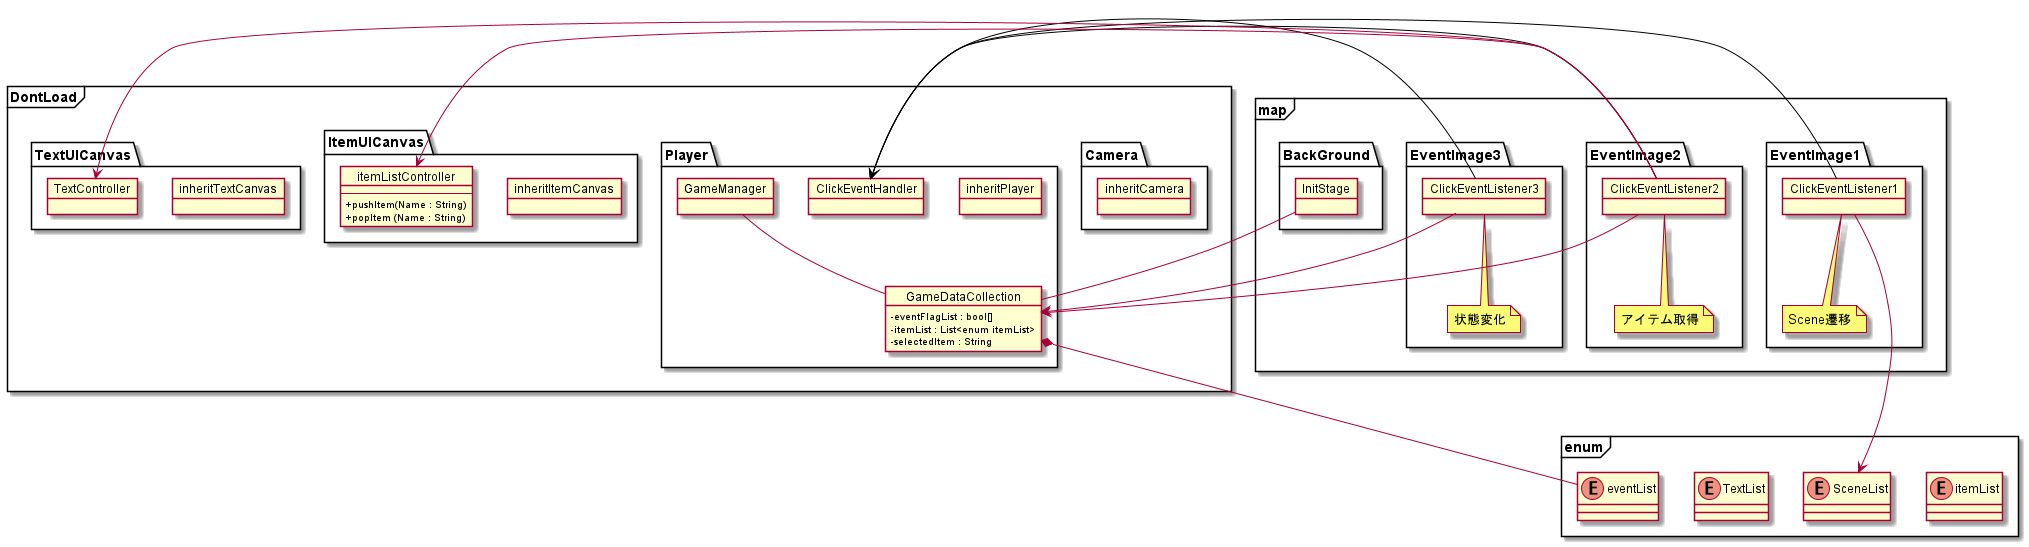 DontLoad
TextUICanvas
TextController
inheritTextCanvas
ItemUICanvas
itemListController
+pushItem(Name : String)
+popItem (Name : String)
inheritItemCanvas
Player
GameManager
ClickEventHandler
inheritPlayer
GameDataCollection
-eventFlagList : bool[]
-itemList : List<enum itemList>
-selectedItem : String
Camera
inheritCamera
map
BackGround
InitStage
EventImage3
ClickEventListener3
状態変化
EventImage2
ClickEventListener2
アイテム取得
EventImage1
ClickEventListener1
Scene遷移
enum
E eventList
E TextList
E SceneList
E itemList